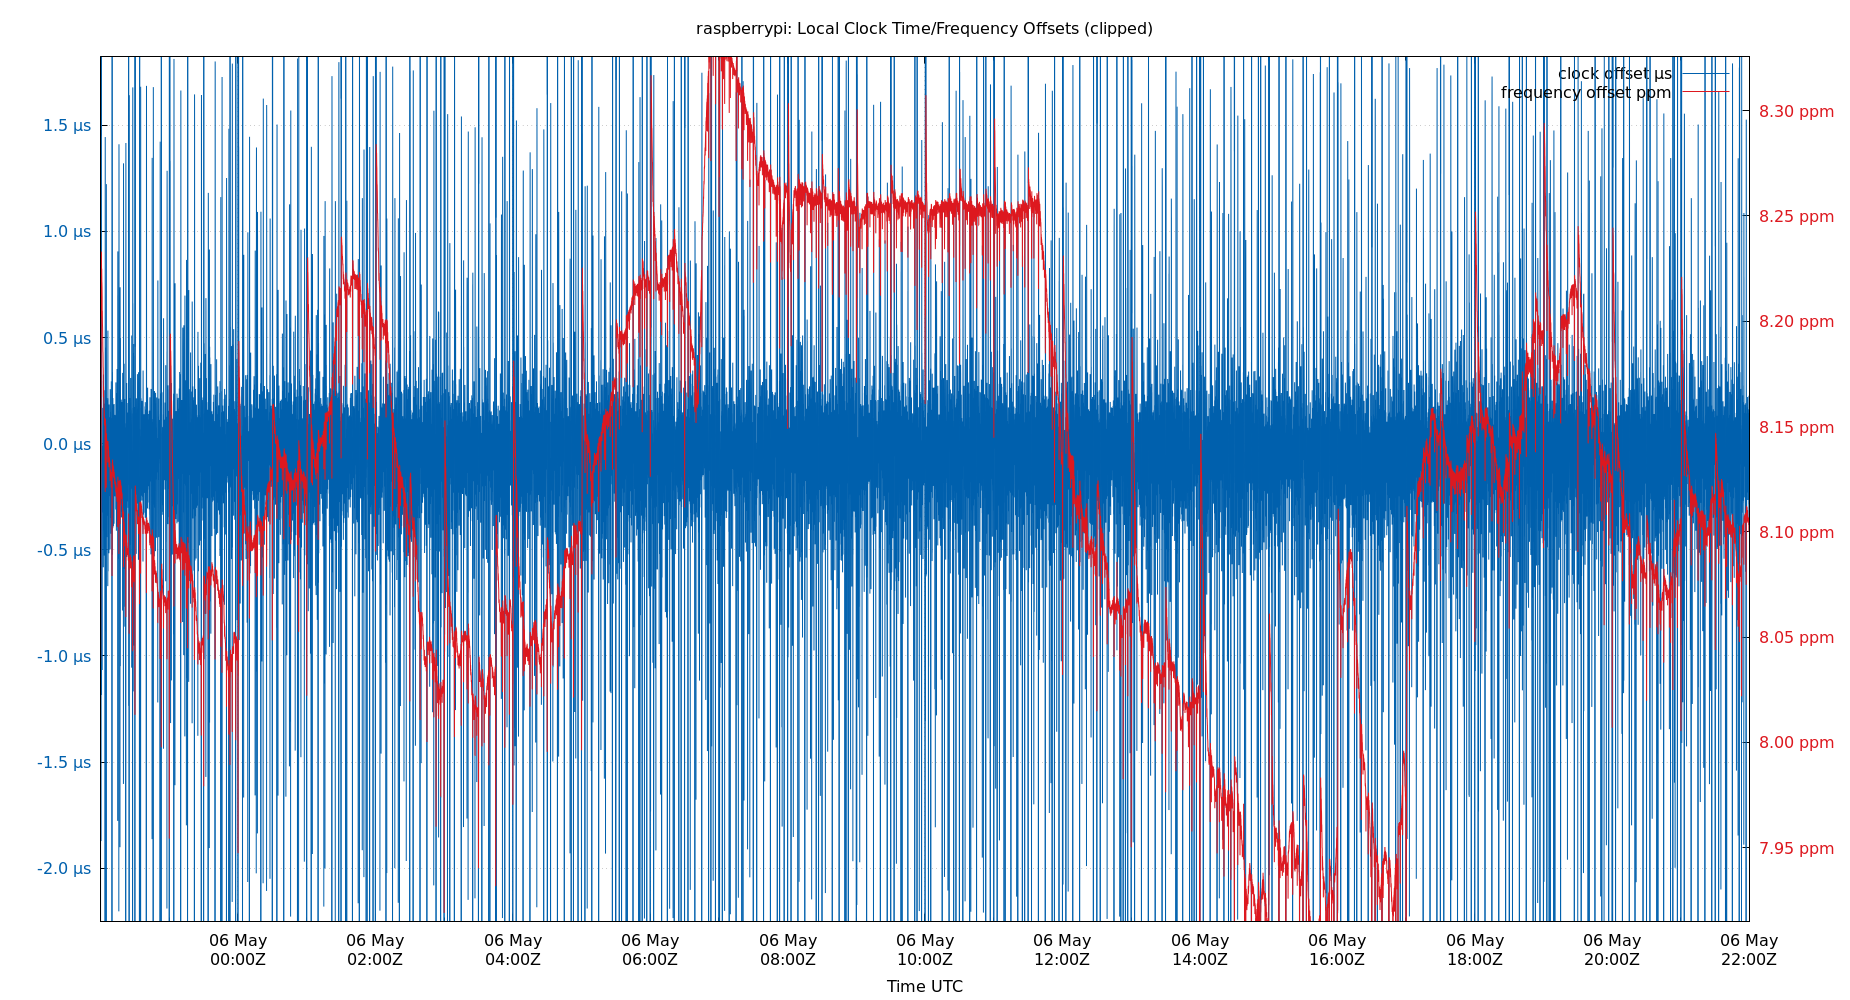 raspberrypi: Local Clock Time/Frequency Offsets (clipped)
clock offset µs
frequency offset ppm
1.5 µs
1.0 µs
0.5 µs
0.0 µs
-0.5 µs
-1.0 µs
-1.5 µs
-2.0 µs
8.30 ppm
8.25 ppm
8.20 ppm
8.15 ppm
8.10 ppm
8.05 ppm
8.00 ppm
7.95 ppm
06 May
00:00Z
06 May
02:00Z
06 May
04:00Z
06 May
06:00Z
06 May
08:00Z
06 May
10:00Z
06 May
12:00Z
06 May
14:00Z
06 May
16:00Z
06 May
18:00Z
06 May
20:00Z
06 May
22:00Z
Time UTC